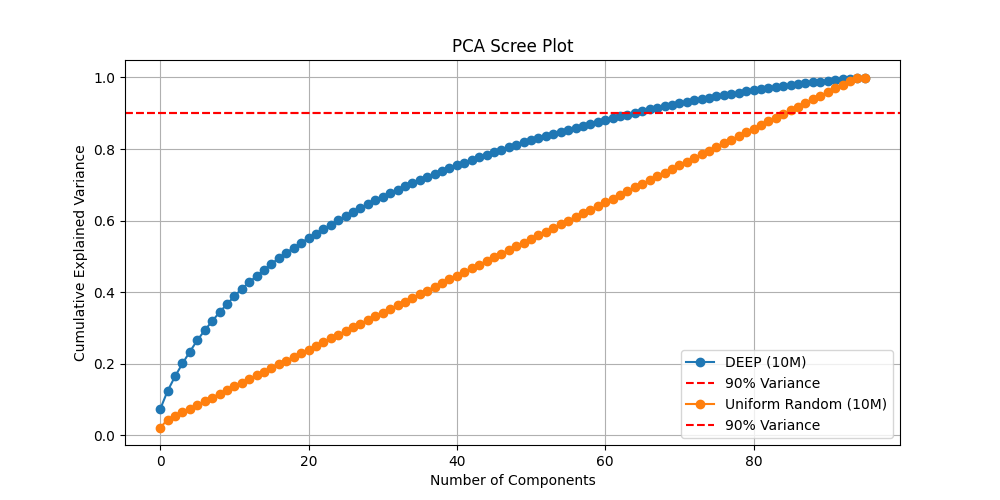 PCA Scree Plot
Cumulative Explained Variance
1.0
0.8
0.6
0.4
0.2
0.0
0 20 40 60 80
Number of Components
DEEP (10M)
90% Variance
Uniform Random (10M)
90% Variance